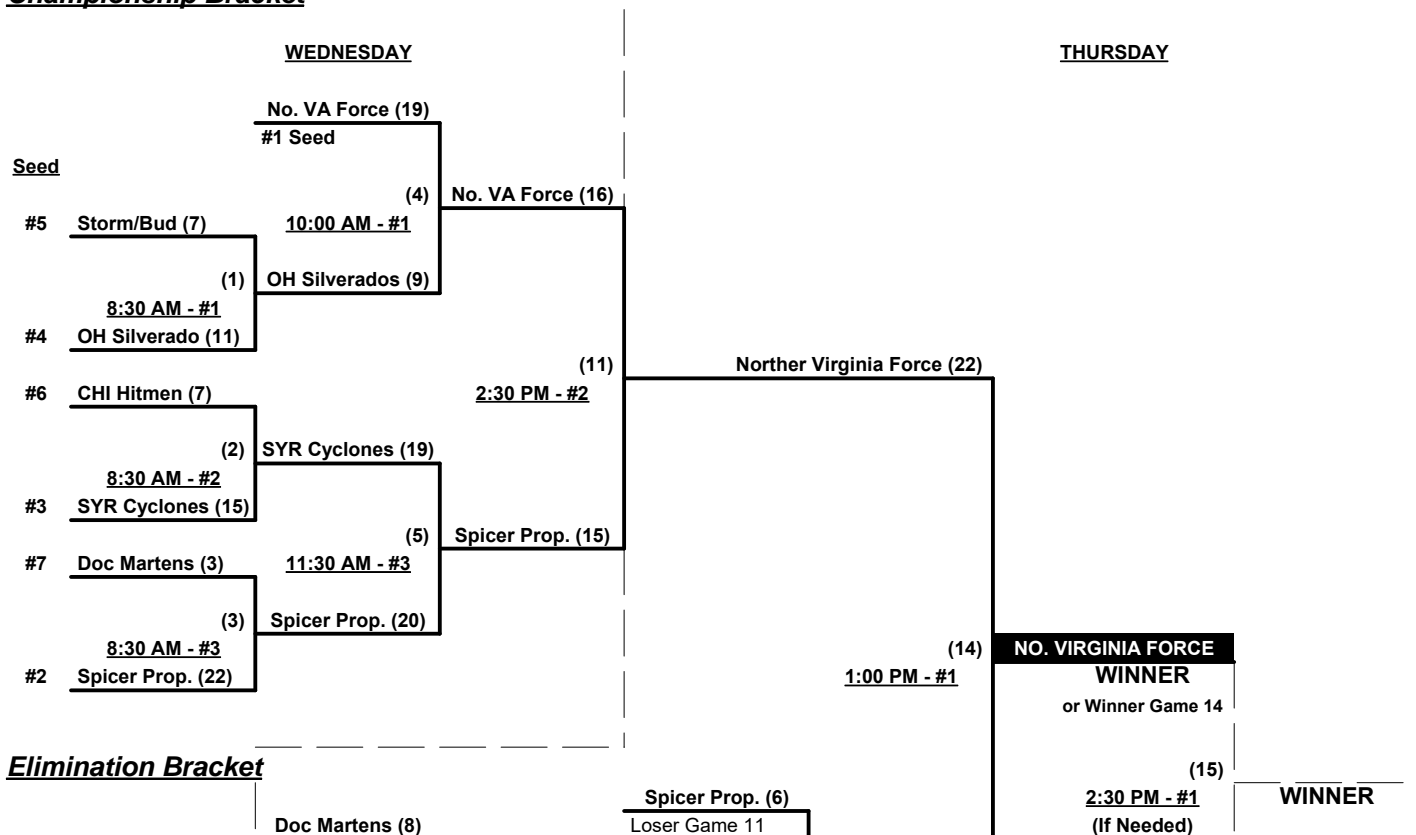 Championship Bracket
WEDNESDAY
THURSDAY
No. VA Force (19)
#1 Seed
Seed
(4)
No. VA Force (16)
#5
Storm/Bud (7)
10:00 AM - #1
(1)
OH Silverados (9)
8:30 AM - #1
#4
OH Silverado (11)
(11)
Norther Virginia Force (22)
#6
CHI Hitmen (7)
2:30 PM - #2
(2)
SYR Cyclones (19)
8:30 AM - #2
#3
SYR Cyclones (15)
(5)
Spicer Prop. (15)
#7
Doc Martens (3)
11:30 AM - #3
(3)
Spicer Prop. (20)
8:30 AM - #3
(14)
NO. VIRGINIA FORCE
#2
Spicer Prop. (22)
1:00 PM - #1
WINNER
or Winner Game 14
Elimination Bracket
(15)
Spicer Prop. (6)
2:30 PM - #1
WINNER
Doc Martens (8)
Loser Game 11
(If Needed)